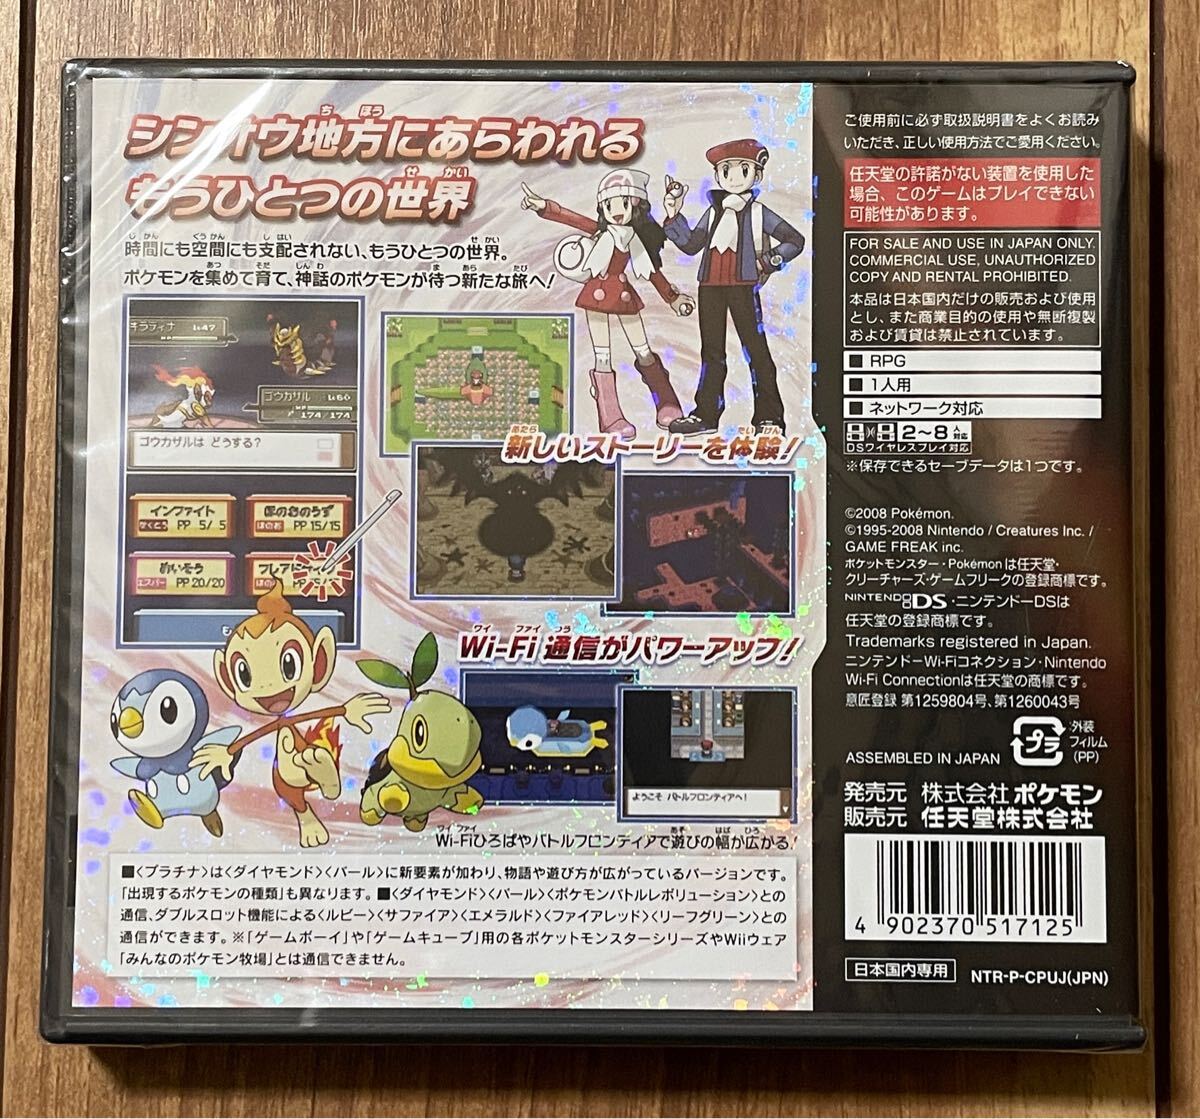 シンオウ地方にあらわれる
もうひとつの世界
時間にも空間にも支配されない、もうひとつの世界。
ポケモンを集めて育て、神話のポケモンが待つ新たな旅へ!
ギラティナ Lv47
ゴウカザル Lv50
HP
174/174
ゴウカザルは どうする?
インファイト
かくとう PP 5/ 5
ほのおのうず
ほのお PP 15/15
めいそう
エスパー PP 20/20
新しいストーリーを体験!
Wi-Fi 通信がパワーアップ!
ようこそ バトルフロンティアへ!
Wi-Fiひろばやバトルフロンティアで遊びの幅が広がる!
■〈プラチナ〉は〈ダイヤモンド〉〈パール〉に新要素が加わり、物語や遊び方が広がっているバージョンです。
「出現するポケモンの種類」も異なります。■〈ダイヤモンド〉〈パール〉〈ポケモンバトルレボリューション〉との
通信、ダブルスロット機能による〈ルビー〉〈サファイア〉〈エメラルド〉〈ファイアレッド〉〈リーフグリーン〉との
通信ができます。※「ゲームボーイ」や「ゲームキューブ」用の各ポケットモンスターシリーズやWiiウェア
「みんなのポケモン牧場」とは通信できません。
ご使用前に必ず取扱説明書をよくお読み
いただき、正しい使用方法でご愛用ください。
任天堂の許諾がない装置を使用した
場合、このゲームはプレイできない
可能性があります。
FOR SALE AND USE IN JAPAN ONLY.
COMMERCIAL USE, UNAUTHORIZED
COPY AND RENTAL PROHIBITED.
本品は日本国内だけの販売および使用
とし、また商業目的の使用や無断複製
および賃貸は禁止されています。
■ RPG
■ 1人用
■ ネットワーク対応
2〜8人対応
DSワイヤレスプレイ対応
※保存できるセーブデータは1つです。
©2008 Pokémon.
©1995-2008 Nintendo / Creatures Inc. /
GAME FREAK inc.
ポケットモンスター・Pokémonは任天堂・
クリーチャーズ・ゲームフリークの登録商標です。
NINTENDO DS・ニンテンドーDSは
任天堂の登録商標です。
Trademarks registered in Japan.
ニンテンドーWi-Fiコネクション・Nintendo
Wi-Fi Connectionは任天堂の商標です。
意匠登録 第1259804号、第1260043号
プラ
外装
フィルム
(PP)
ASSEMBLED IN JAPAN
発売元 株式会社ポケモン
販売元 任天堂株式会社
4 902370 517125
日本国内専用
NTR-P-CPUJ(JPN)